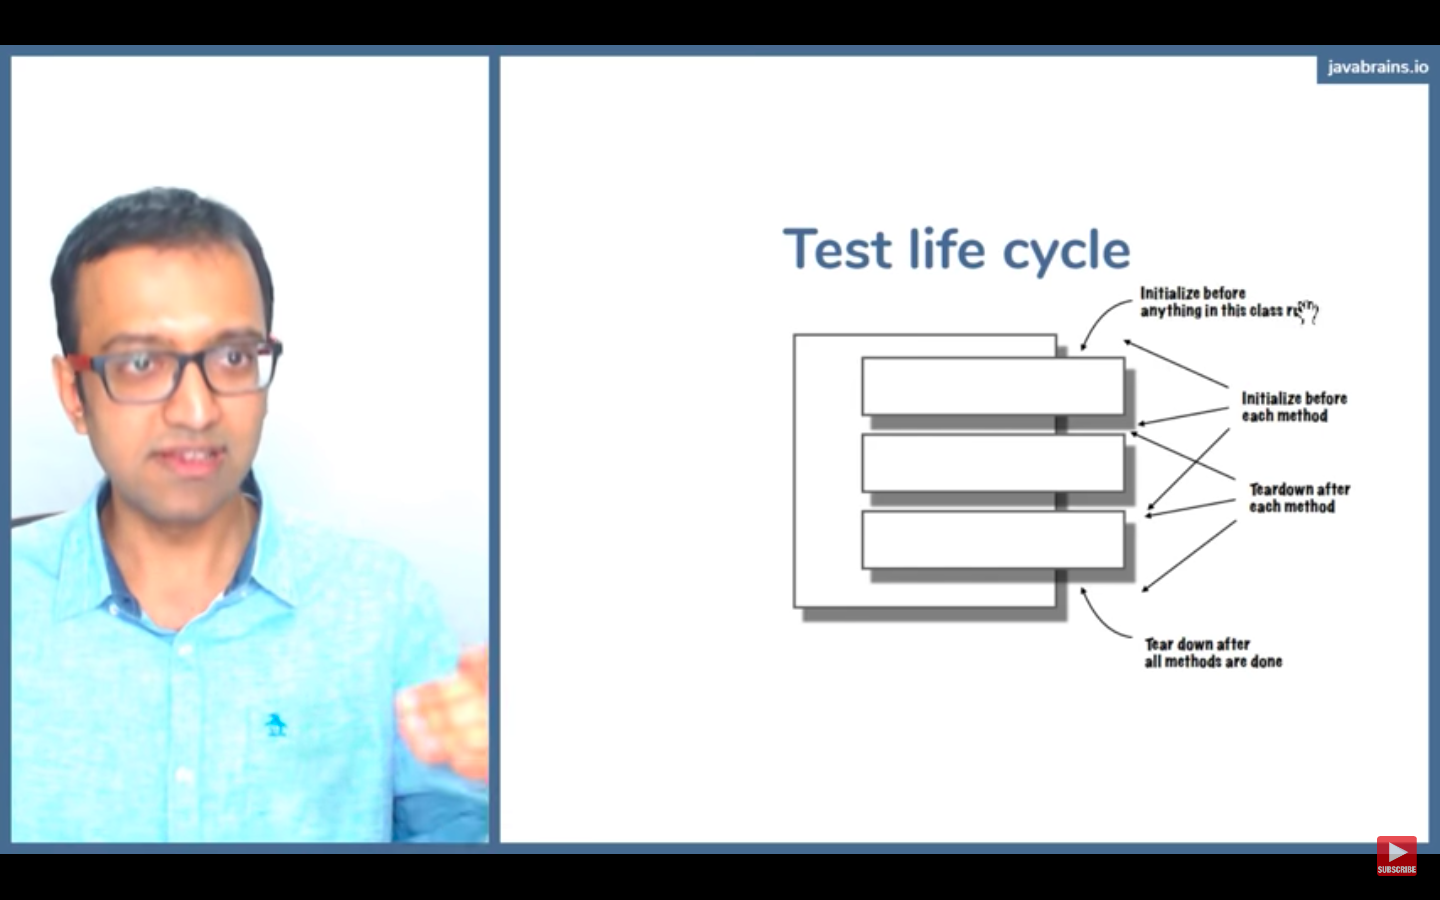 javabrains.io
Test life cycle
Initialize before
anything in this class
Initialize before
each method
Teardown after
each method
Tear down after
all methods are done
SUBSCRIBE